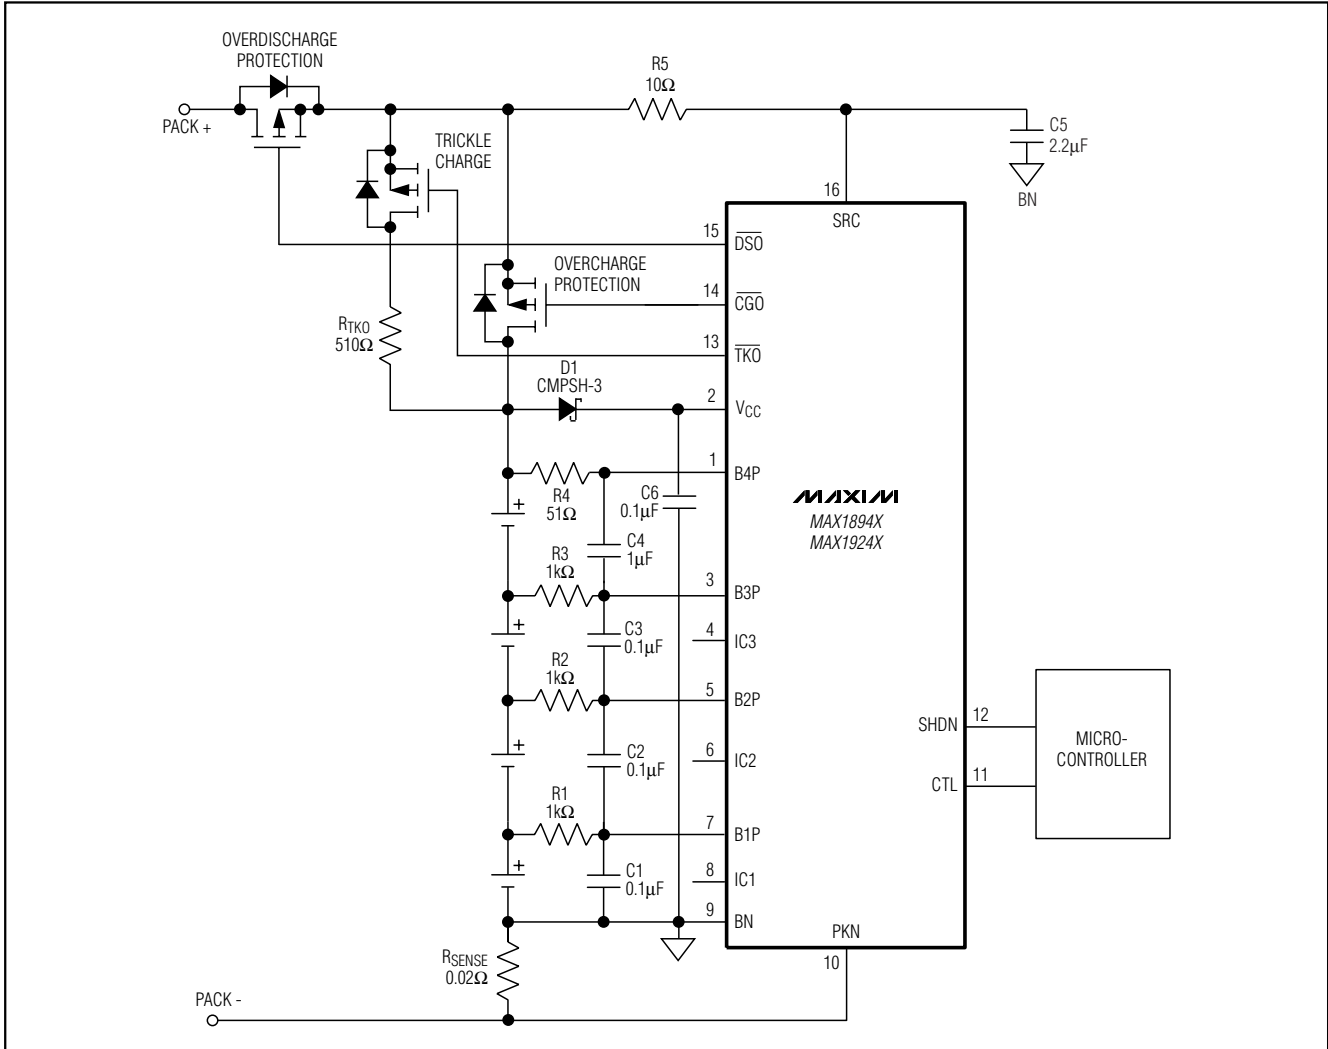 OVERDISCHARGE
PROTECTION
PACK +
R5
10Ω
C5
2.2µF
BN
TRICKLE
CHARGE
16
SRC
15
DSO
OVERCHARGE
PROTECTION
14
CGO
RTKO
510Ω
13
TKO
D1
CMPSH-3
2
VCC
1
B4P
+
R4
51Ω
C6
0.1µF
MAXIM
MAX1894X
MAX1924X
C4
1µF
R3
1kΩ
3
B3P
+
C3
0.1µF
4
IC3
R2
1kΩ
5
B2P
SHDN
12
MICRO-
CONTROLLER
+
C2
0.1µF
6
IC2
CTL
11
R1
1kΩ
7
B1P
+
C1
0.1µF
8
IC1
9
BN
PKN
10
RSENSE
0.02Ω
PACK -